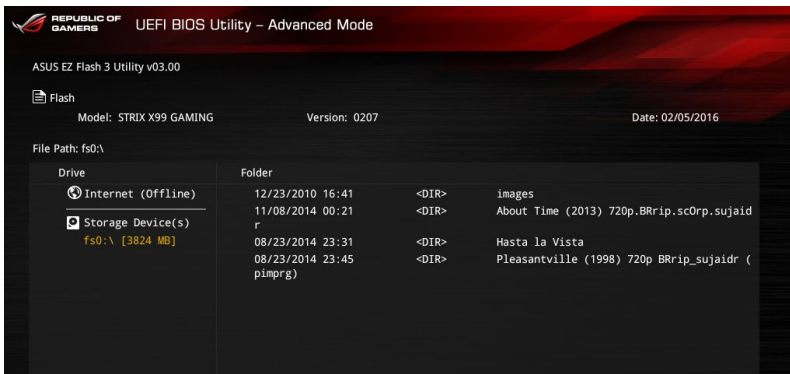 REPUBLIC OF
GAMERS
UEFI BIOS Utility – Advanced Mode
ASUS EZ Flash 3 Utility v03.00
Flash
Model: STRIX X99 GAMING Version: 0207 Date: 02/05/2016
File Path: fs0:\
Drive Folder
Internet (Offline) 12/23/2010 16:41 <DIR> images
11/08/2014 00:21 <DIR> About Time (2013) 720p.BRrip.scOrp.sujaid
Storage Device(s) r
fs0:\ [3824 MB] 08/23/2014 23:31 <DIR> Hasta la Vista
08/23/2014 23:45 <DIR> Pleasantville (1998) 720p BRrip_sujaidr (
pimprg)